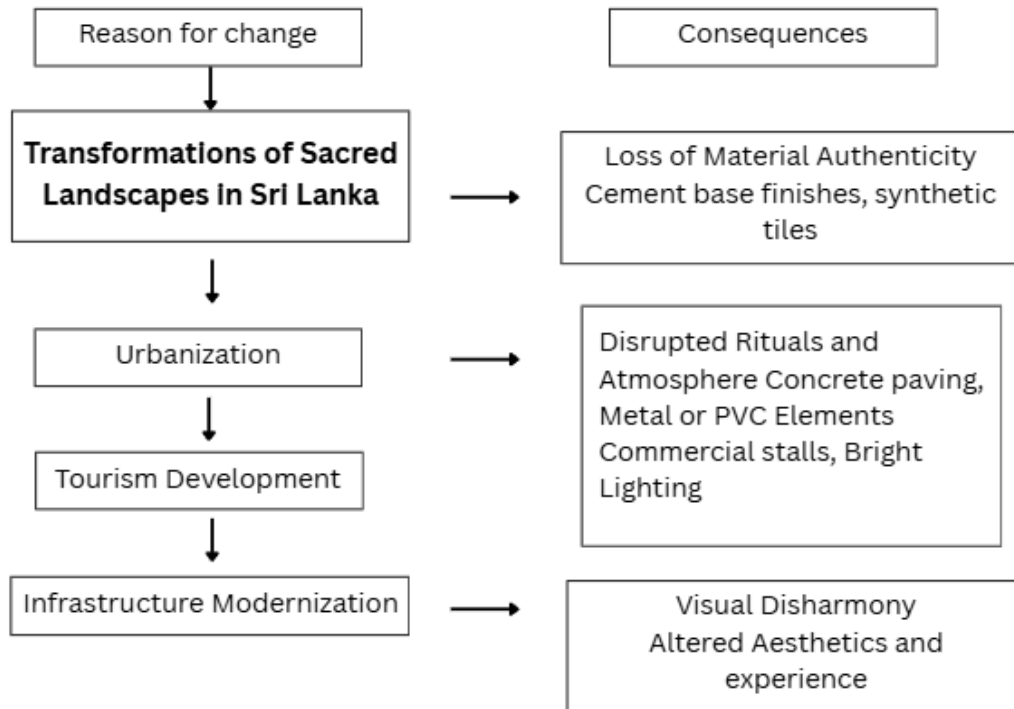 Reason for change
Consequences
Transformations of Sacred
Landscapes in Sri Lanka
Loss of Material Authenticity
Cement base finishes, synthetic
tiles
Urbanization
Disrupted Rituals and
Atmosphere Concrete paving,
Metal or PVC Elements
Commercial stalls, Bright
Lighting
Tourism Development
Infrastructure Modernization
Visual Disharmony
Altered Aesthetics and
experience